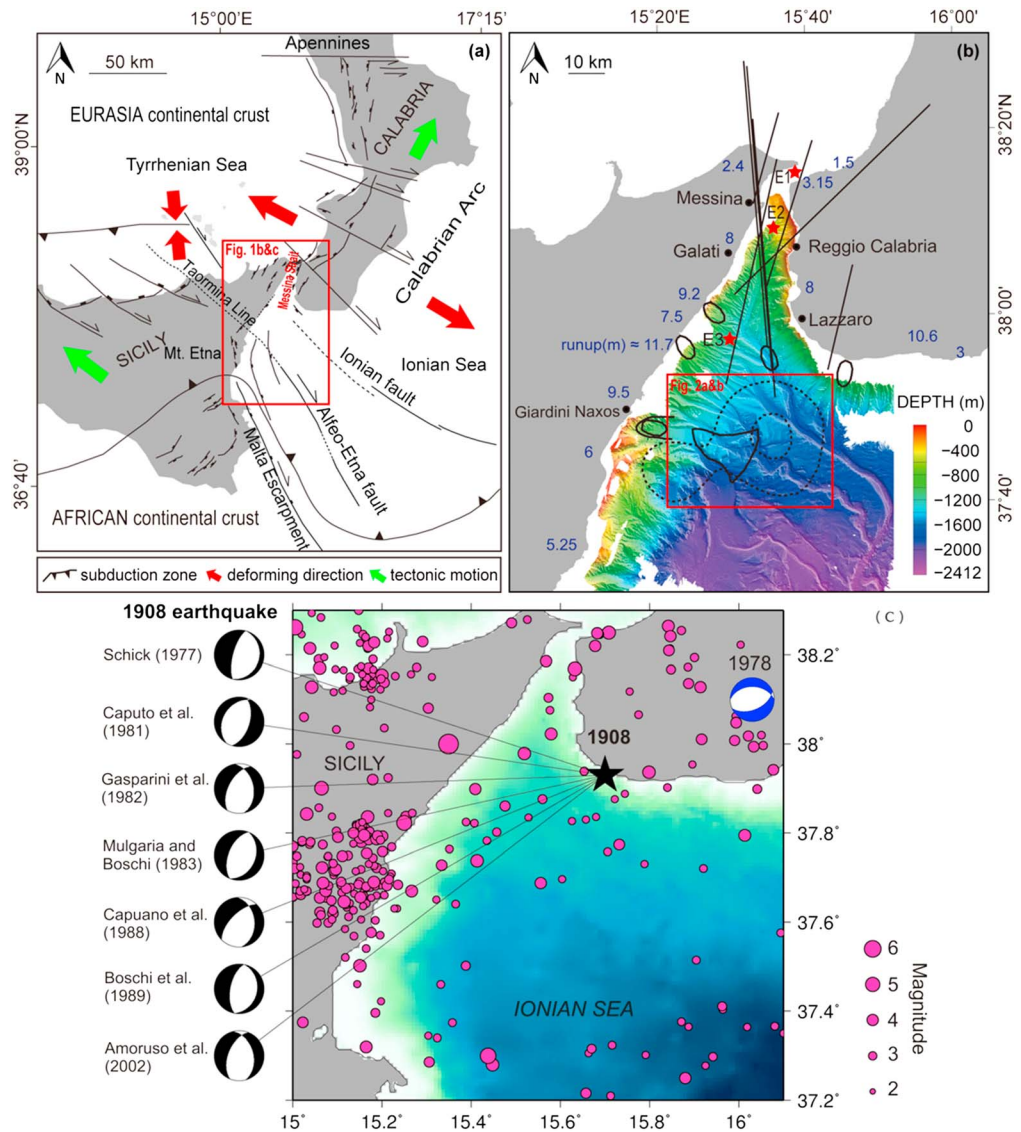 15°00'E
17°15'
39°00'N
36°40'
(a)
N
50 km
Apennines
CALABRIA
EURASIA continental crust
Tyrrhenian Sea
Calabrian Arc
Fig. 1b&c
Messina Strait
Taormina Line
SICILY
Mt. Etna
Ionian fault
Ionian Sea
Alfeo-Etna fault
Malta Escarpment
AFRICAN continental crust
subduction zone
deforming direction
tectonic motion
15°20'
15°40'
16°00'
(b)
N
10 km
38°20'
38°00'
37°40'
2.4
E1
1.5
3.15
Messina
E2
Galati
8
Reggio Calabria
9.2
8
7.5
Lazzaro
runup(m) ≈ 11.7
E3
10.6
3
Fig. 2a&b
9.5
Giardini Naxos
6
5.25
DEPTH (m)
0
−400
−800
−1200
−1600
−2000
−2412
1908 earthquake
(C)
Schick (1977)
Caputo et al.
(1981)
Gasparini et al.
(1982)
Mulgaria and
Boschi (1983)
Capuano et al.
(1988)
Boschi et al.
(1989)
Amoruso et al.
(2002)
1978
1908
SICILY
IONIAN SEA
38.2°
38°
37.8°
37.6°
37.4°
37.2°
15°
15.2°
15.4°
15.6°
15.8°
16°
6
5
4
3
2
Magnitude